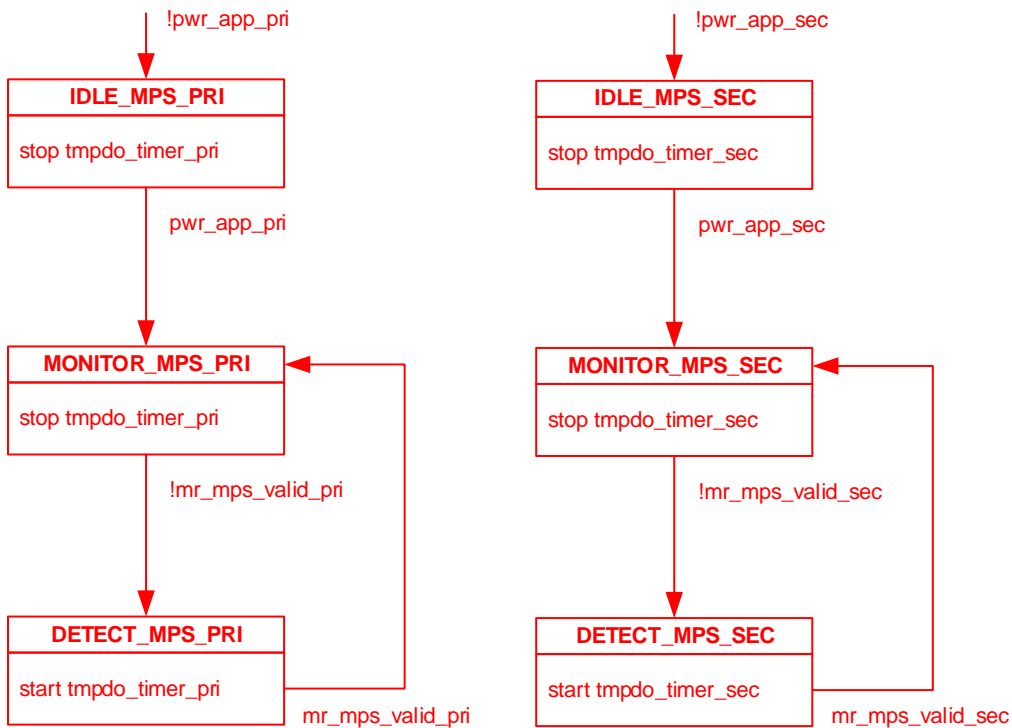 !pwr_app_pri
IDLE_MPS_PRI
stop tmpdo_timer_pri
pwr_app_pri
MONITOR_MPS_PRI
stop tmpdo_timer_pri
!mr_mps_valid_pri
DETECT_MPS_PRI
start tmpdo_timer_pri
mr_mps_valid_pri
!pwr_app_sec
IDLE_MPS_SEC
stop tmpdo_timer_sec
pwr_app_sec
MONITOR_MPS_SEC
stop tmpdo_timer_sec
!mr_mps_valid_sec
DETECT_MPS_SEC
start tmpdo_timer_sec
mr_mps_valid_sec